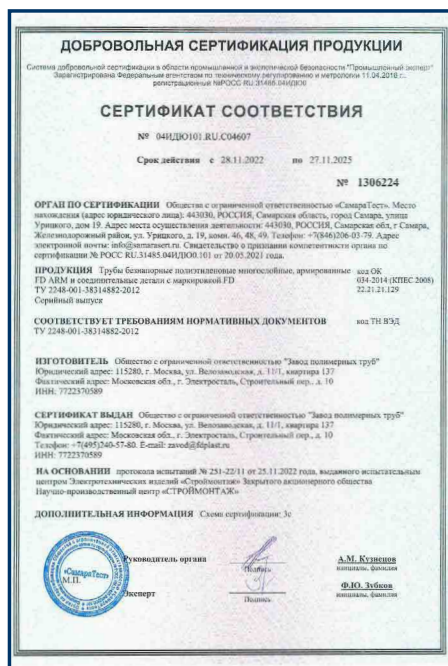 ДОБРОВОЛЬНАЯ СЕРТИФИКАЦИЯ ПРОДУКЦИИ
Система добровольной сертификации в области промышленной и экологической безопасности "Промышленный эксперт"
Зарегистрирована Федеральным агентством по техническому регулированию и метрологии 11.04.2016 г.,
регистрационный №РОСС RU.31485.04ИДЮ0
СЕРТИФИКАТ СООТВЕТСТВИЯ
№ 04ИДЮ101.RU.C04607
Срок действия с 28.11.2022 по 27.11.2025
№ 1306224
ОРГАН ПО СЕРТИФИКАЦИИ Общества с ограниченной ответственностью «СамараТест». Место
нахождения (адрес юридического лица): 443030, РОССИЯ, Самарская область, город Самара, улица
Урицкого, дом 19. Адрес места осуществления деятельности: 443030, РОССИЯ, Самарская обл, г Самара,
Железнодорожный район, ул. Урицкого, д. 19, комн. 46, 48, 49. Телефон: +7(846)206-03-79. Адрес
электронной почты: info@samarasert.ru. Свидетельство о признании компетентности органа по
сертификации № РОСС RU.31485.04ИДЮ0.101 от 20.05.2021 года.
ПРОДУКЦИЯ Трубы безнапорные полиэтиленовые многослойные, армированные код ОК
FD ARM и соединительные детали с маркировкой FD 034-2014 (КПЕС 2008)
ТУ 2248-001-38314882-2012 22.21.21.129
Серийный выпуск
СООТВЕТСТВУЕТ ТРЕБОВАНИЯМ НОРМАТИВНЫХ ДОКУМЕНТОВ код ТН ВЭД
ТУ 2248-001-38314882-2012
ИЗГОТОВИТЕЛЬ Общество с ограниченной ответственностью "Завод полимерных труб"
Юридический адрес: 115280, г. Москва, ул. Велозаводская, д. 11/1, квартира 137
Фактический адрес: Московская обл., г. Электросталь, Строительный пер., д. 10
ИНН: 7722370589
СЕРТИФИКАТ ВЫДАН Общество с ограниченной ответственностью "Завод полимерных труб"
Юридический адрес: 115280, г. Москва, ул. Велозаводская, д. 11/1, квартира 137
Фактический адрес: Московская обл., г. Электросталь, Строительный пер., д. 10
Телефон: +7(495)240-57-80. E-mail: zavod@fdplast.ru
ИНН: 7722370589
НА ОСНОВАНИИ протокола испытаний № 251-22/11 от 25.11.2022 года, выданного испытательным
центром Электротехнических изделий «Строймонтаж» Закрытого акционерного общества
Научно-производственный центр «СТРОЙМОНТАЖ»
ДОПОЛНИТЕЛЬНАЯ ИНФОРМАЦИЯ Схема сертификации: 3с
Руководитель органа Подпись А.М. Кузнецов
инициалы, фамилия
«СамараТест»
М.П.
Эксперт Подпись Ф.Ю. Зубков
инициалы, фамилия